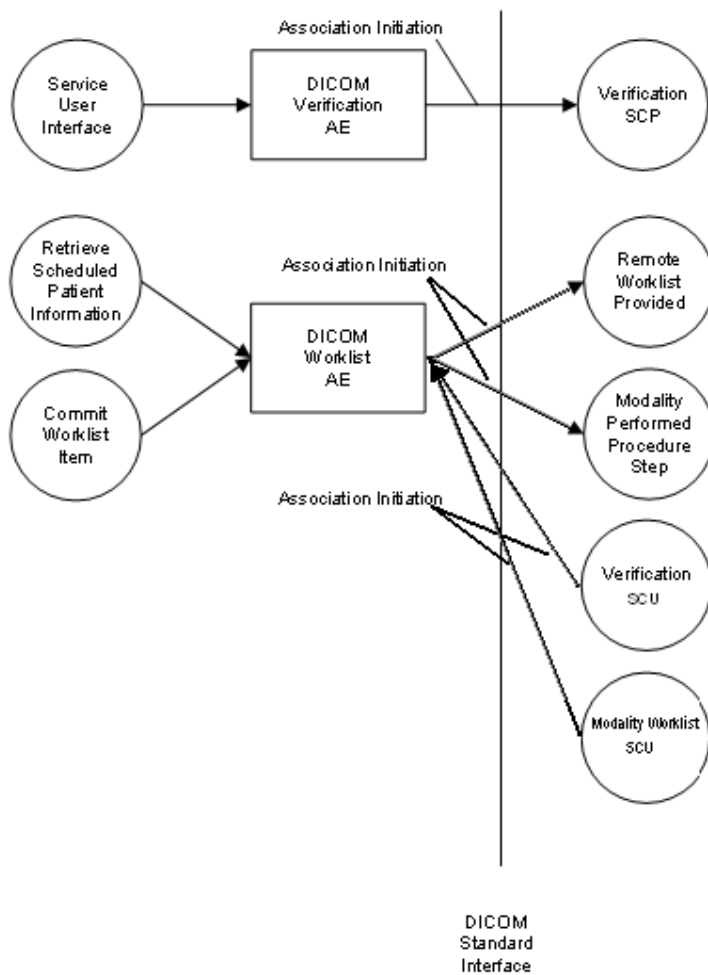 Association Initiation
Service
User
Interface
DICOM
Verification
AE
Verification
SCP
Retrieve
Scheduled
Patient
Information
Association Initiation
Remote
Worklist
Provided
DICOM
Worklist
AE
Commit
Worklist
Item
Modality
Performed
Procedure
Step
Association Initiation
Verification
SCU
Modality Worklist
SCU
DICOM
Standard
Interface